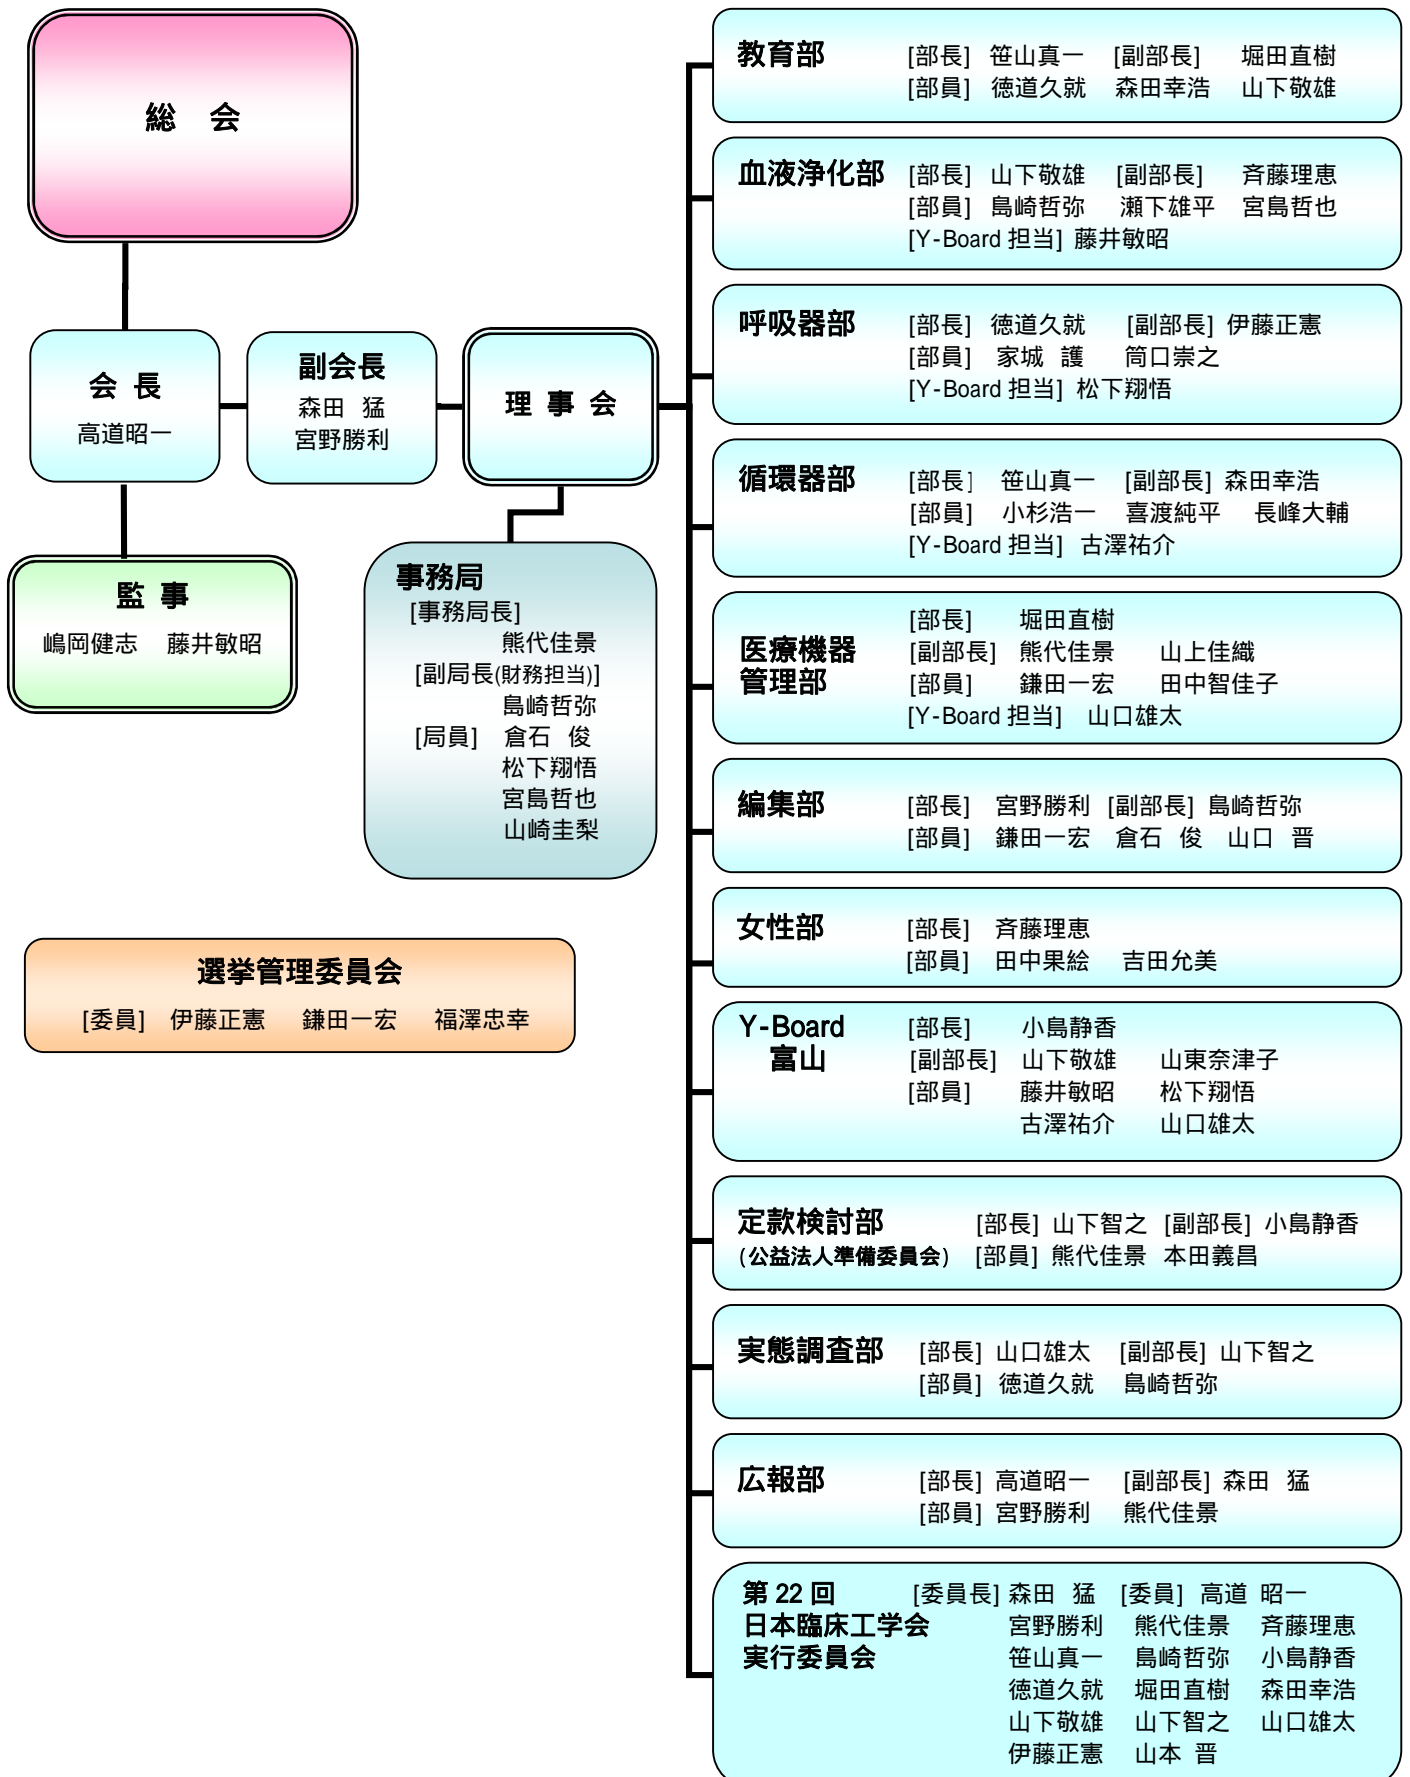 総 会
会 長
高道昭一
副会長
森田 猛
宮野勝利
理 事 会
監 事
嶋岡健志 藤井敏昭
事務局
[事務局長]
熊代佳景
[副局長(財務担当)]
島崎哲弥
[局員] 倉石 俊
松下翔悟
宮島哲也
山崎圭梨
選挙管理委員会
[委員] 伊藤正憲 鎌田一宏 福澤忠幸
教育部 [部長] 笹山真一 [副部長] 堀田直樹
[部員] 徳道久就 森田幸浩 山下敬雄
血液浄化部 [部長] 山下敬雄 [副部長] 斉藤理恵
[部員] 島崎哲弥 瀬下雄平 宮島哲也
[Y-Board 担当] 藤井敏昭
呼吸器部 [部長] 徳道久就 [副部長] 伊藤正憲
[部員] 家城 護 筒口崇之
[Y-Board 担当] 松下翔悟
循環器部 [部長] 笹山真一 [副部長] 森田幸浩
[部員] 小杉浩一 喜渡純平 長峰大輔
[Y-Board 担当] 古澤祐介
医療機器
管理部
[部長] 堀田直樹
[副部長] 熊代佳景 山上佳織
[部員] 鎌田一宏 田中智佳子
[Y-Board 担当] 山口雄太
編集部 [部長] 宮野勝利 [副部長] 島崎哲弥
[部員] 鎌田一宏 倉石 俊 山口 晋
女性部 [部長] 斉藤理恵
[部員] 田中果絵 吉田允美
Y-Board
富山
[部長] 小島静香
[副部長] 山下敬雄 山東奈津子
[部員] 藤井敏昭 松下翔悟
古澤祐介 山口雄太
定款検討部 [部長] 山下智之 [副部長] 小島静香
(公益法人準備委員会) [部員] 熊代佳景 本田義昌
実態調査部 [部長] 山口雄太 [副部長] 山下智之
[部員] 徳道久就 島崎哲弥
広報部 [部長] 高道昭一 [副部長] 森田 猛
[部員] 宮野勝利 熊代佳景
第 22 回 [委員長] 森田 猛 [委員] 高道 昭一
日本臨床工学会 宮野勝利 熊代佳景 斉藤理恵
実行委員会 笹山真一 島崎哲弥 小島静香
徳道久就 堀田直樹 森田幸浩
山下敬雄 山下智之 山口雄太
伊藤正憲 山本 晋